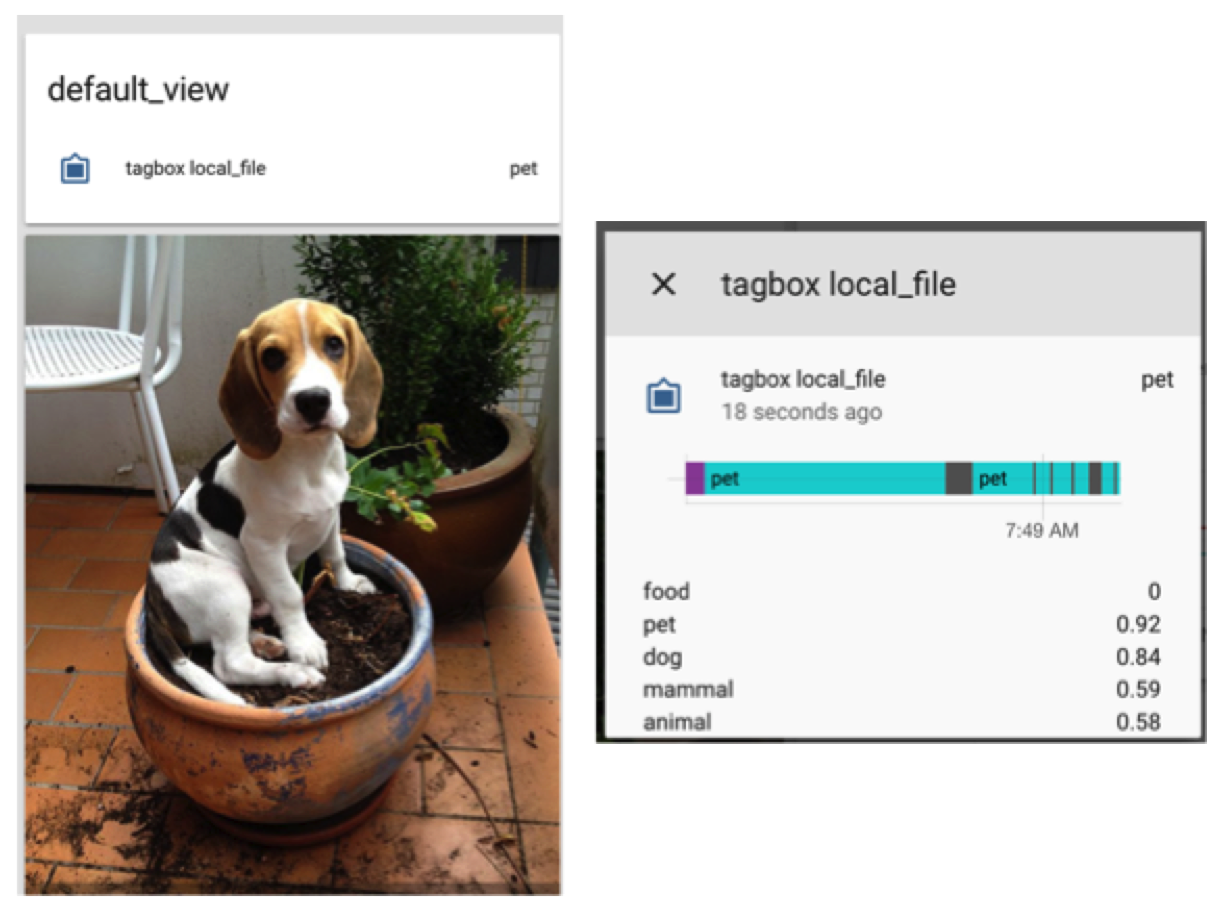 default_view
tagbox local_file pet
✕ tagbox local_file
tagbox local_file pet
18 seconds ago
pet pet
7:49 AM
food 0
pet 0.92
dog 0.84
mammal 0.59
animal 0.58